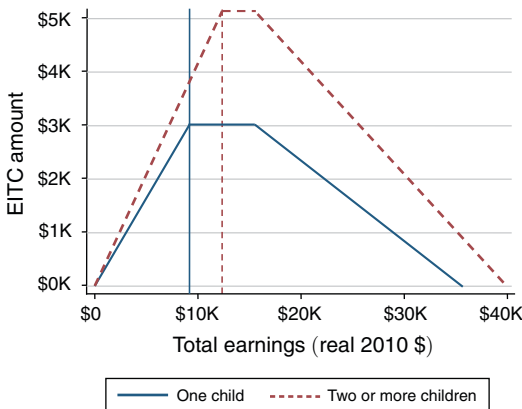 $5K
$4K
$3K
$2K
$1K
$0K
EITC amount
$0
$10K
$20K
$30K
$40K
Total earnings (real 2010 $)
One child
Two or more children